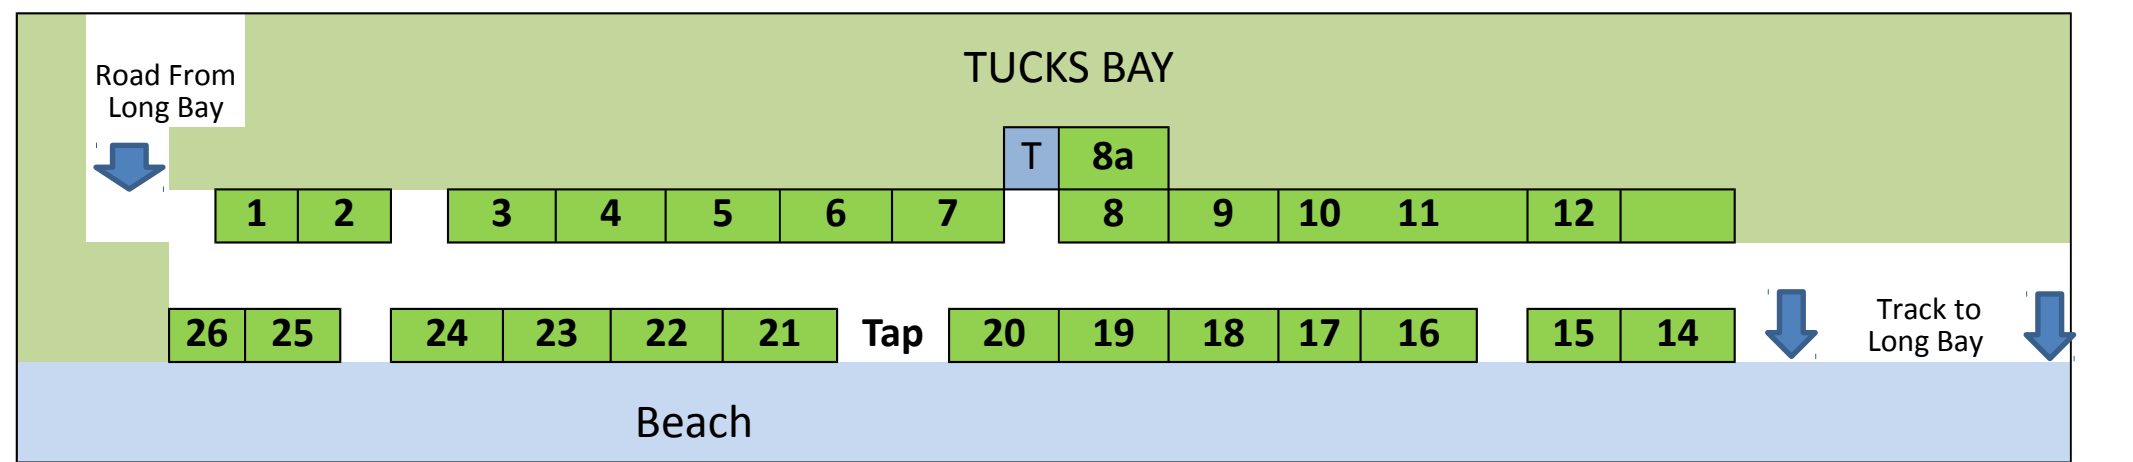 TUCKS BAY
Road From
Long Bay
T 8a
1 2 3 4 5 6 7 8 9 10 11 12
26 25 24 23 22 21 Tap 20 19 18 17 16 15 14
Track to
Long Bay
Beach